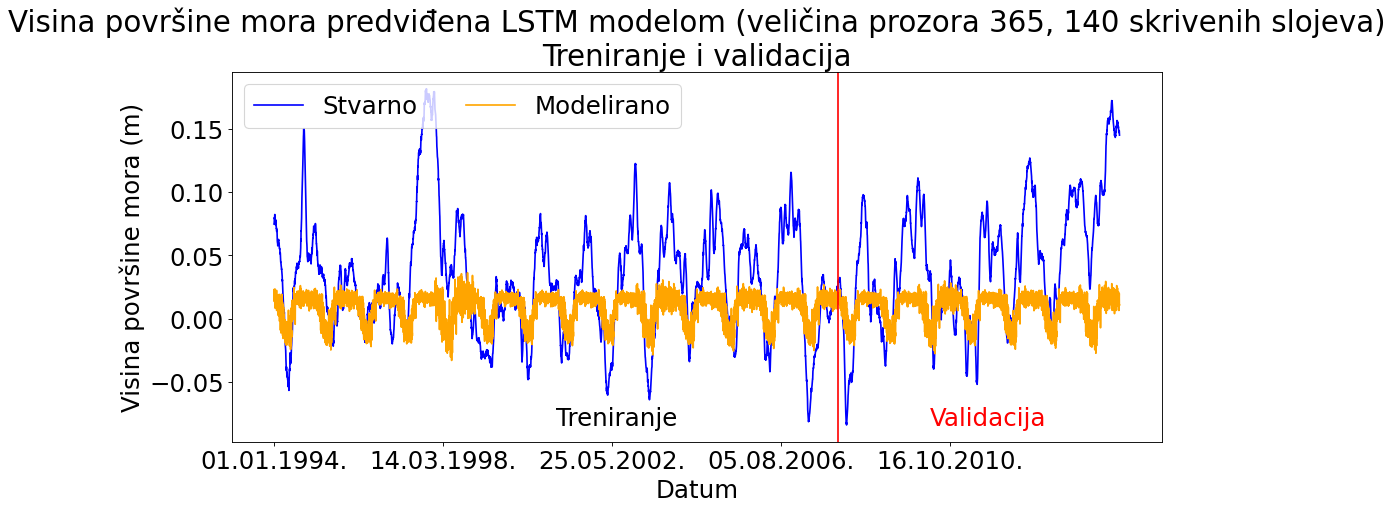 Visina površine mora predviđena LSTM modelom (veličina prozora 365, 140 skrivenih slojeva)
Treniranje i validacija
Stvarno
Modelirano
Visina površine mora (m)
0.15
0.10
0.05
0.00
−0.05
Treniranje
Validacija
01.01.1994.
14.03.1998.
25.05.2002.
05.08.2006.
16.10.2010.
Datum